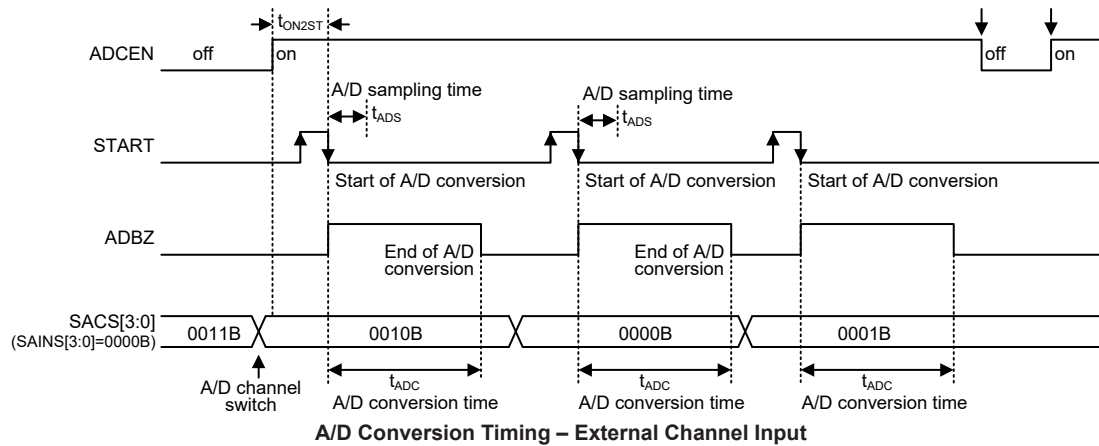 tON2ST
ADCEN off on off on
A/D sampling time A/D sampling time
tADS tADS
START
Start of A/D conversion Start of A/D conversion Start of A/D conversion
ADBZ
End of A/D conversion End of A/D conversion
SACS[3:0]
(SAINS[3:0]=0000B)
0011B 0010B 0000B 0001B
A/D channel switch
tADC tADC tADC
A/D conversion time A/D conversion time A/D conversion time
A/D Conversion Timing – External Channel Input